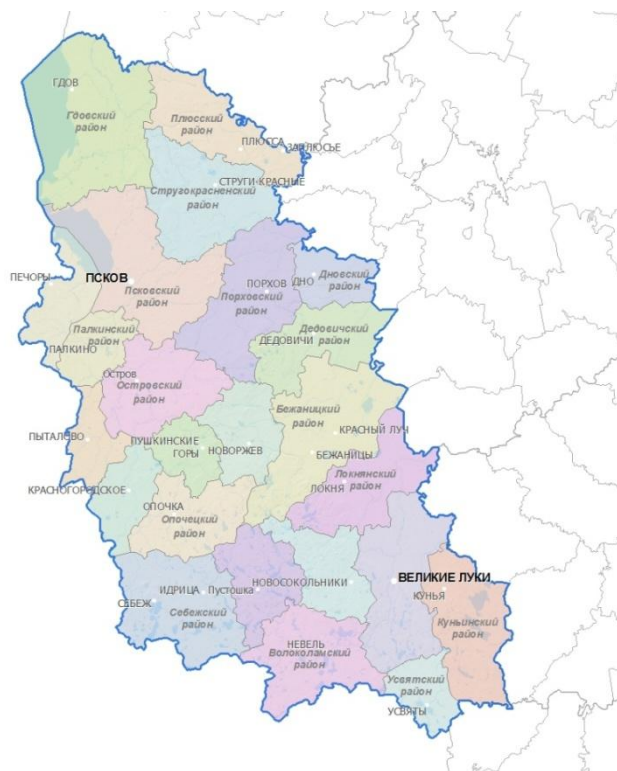 ГДОВ
Гдовский
район
Плюсский
район
ПЛЮССА
ЗАПЛЮСЬЕ
СТРУГИ-КРАСНЫЕ
Стругокрасненский
район
ПЕЧОРЫ
ПСКОВ
Псковский
район
ПОРХОВ
Порховский
район
ДНО
Дновский
район
Палкинский
район
ПАЛКИНО
Дедовичский
район
ДЕДОВИЧИ
Остров
Островский
район
Бежаницкий
район
КРАСНЫЙ ЛУЧ
ПЫТАЛОВО
ПУШКИНСКИЕ
ГОРЫ
НОВОРЖЕВ
БЕЖАНИЦЫ
Локнянский
район
ЛОКНЯ
КРАСНОГОРОДСКОЕ
ОПОЧКА
Опочецкий
район
СЕБЕЖ
ИДРИЦА
Себежский
район
Пустошка
НОВОСОКОЛЬНИКИ
ВЕЛИКИЕ ЛУКИ
КУНЬЯ
Куньинский
район
НЕВЕЛЬ
Волоколамский
район
Усвятский
район
УСВЯТЫ